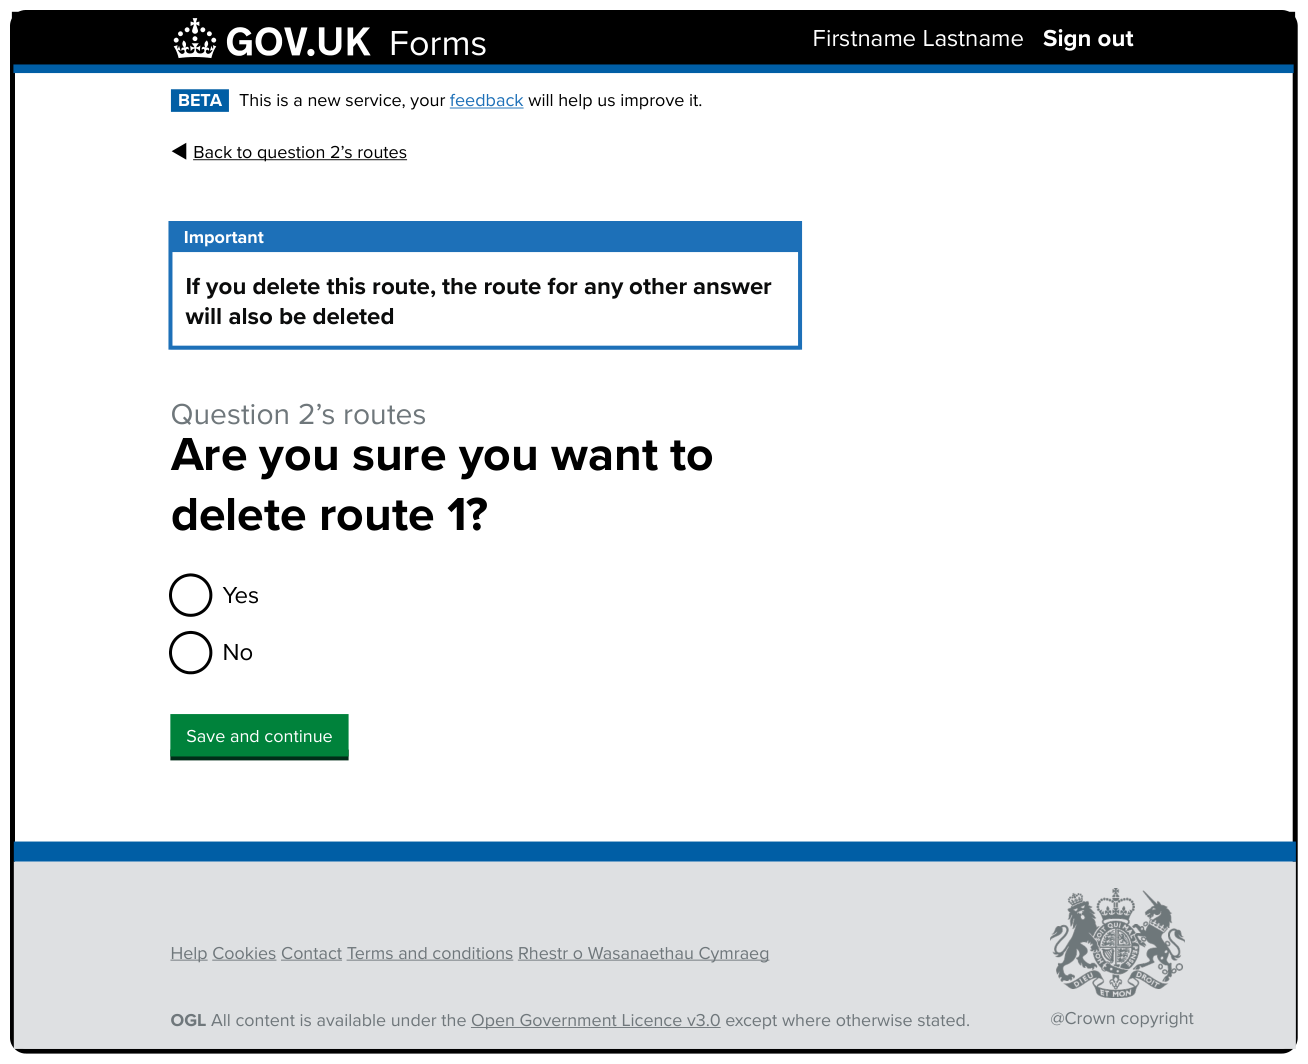 GOV.UK Forms Firstname Lastname Sign out
BETA This is a new service, your feedback will help us improve it.
Back to question 2’s routes
Important
If you delete this route, the route for any other answer
will also be deleted
Question 2’s routes
Are you sure you want to
delete route 1?
Yes
No
Save and continue
Help Cookies Contact Terms and conditions Rhestr o Wasanaethau Cymraeg
DIEU ET MON DROIT
OGL All content is available under the Open Government Licence v3.0 except where otherwise stated.
@Crown copyright